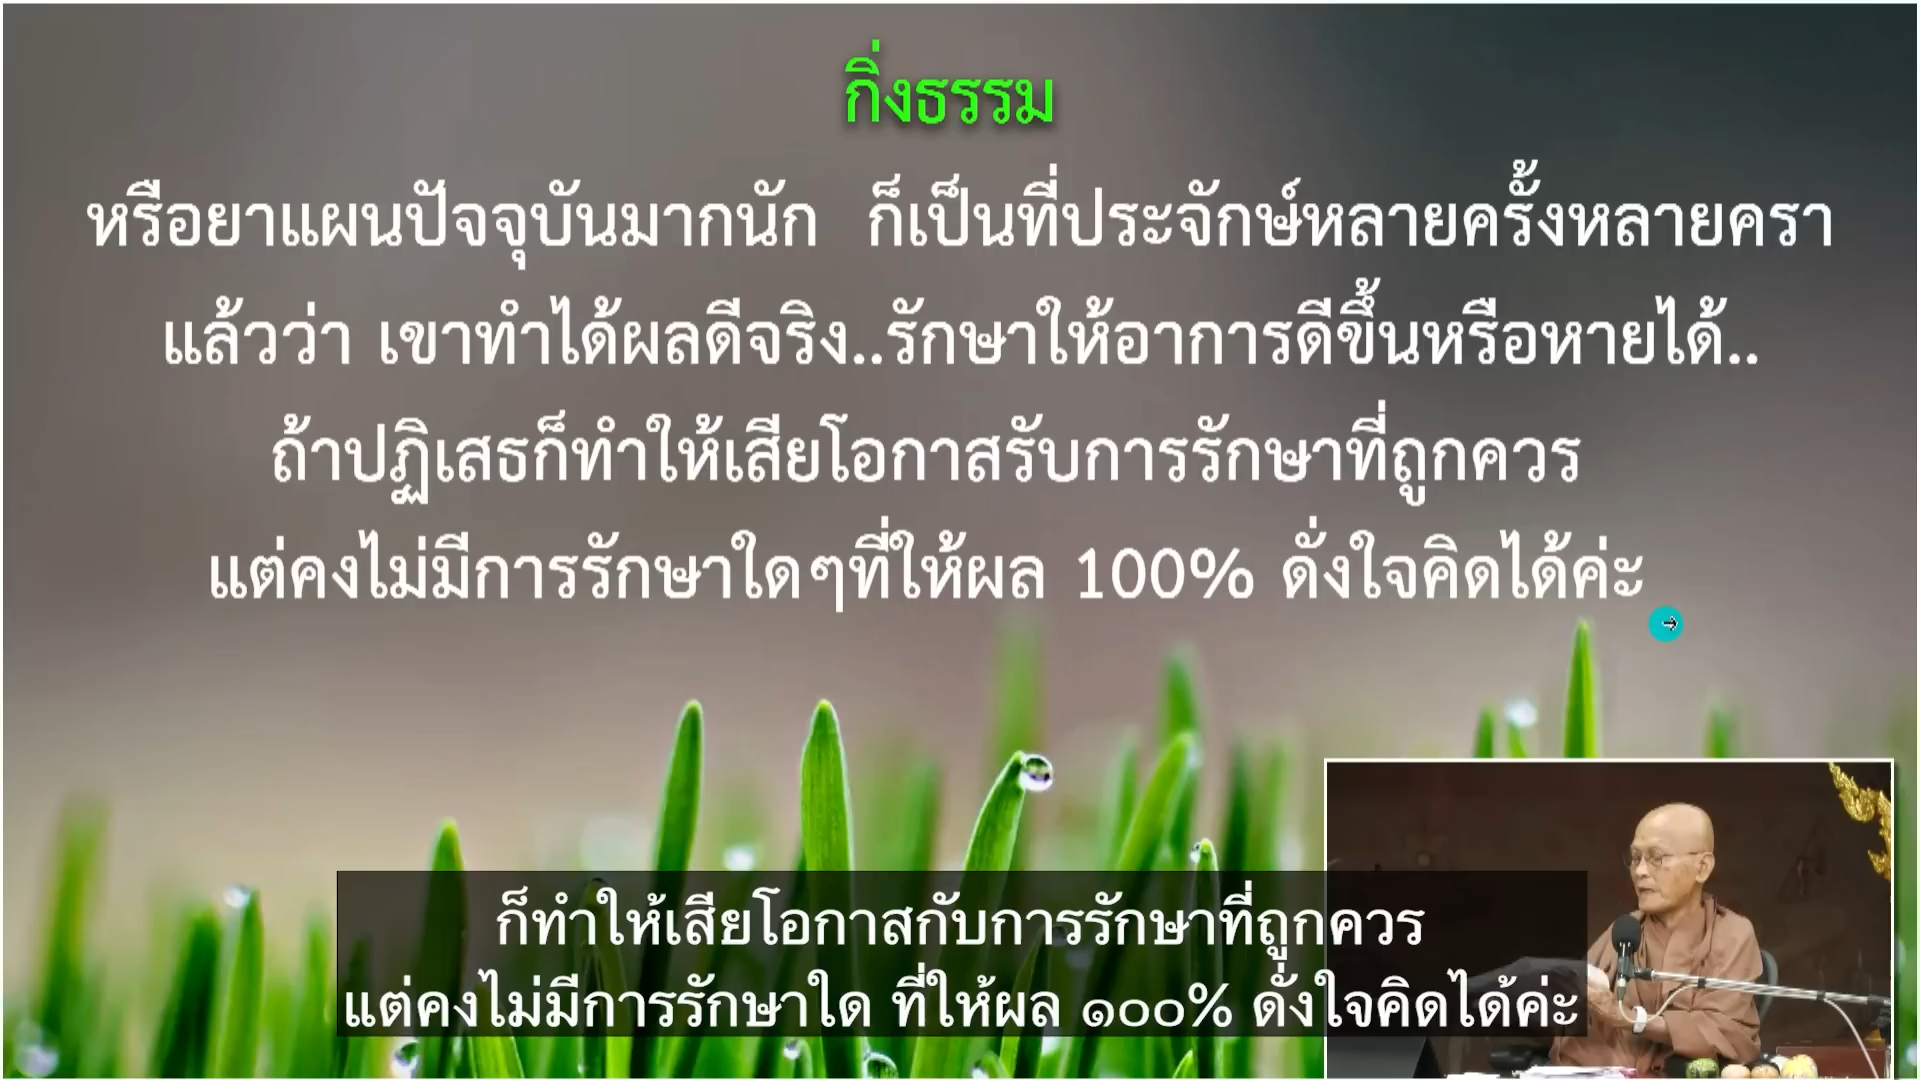 กิ่งธรรม
หรือยาแผนปัจจุบันมากนัก ก็เป็นที่ประจักษ์หลายครั้งหลายครา
แล้วว่า เขาทำได้ผลดีจริง..รักษาให้อาการดีขึ้นหรือหายได้..
ถ้าปฏิเสธก็ทำให้เสียโอกาสรับการรักษาที่ถูกควร
แต่คงไม่มีการรักษาใดๆที่ให้ผล 100% ดั่งใจคิดได้ค่ะ
ก็ทำให้เสียโอกาสกับการรักษาที่ถูกควร
แต่คงไม่มีการรักษาใด ที่ให้ผล ๑๐๐% ดั่งใจคิดได้ค่ะ